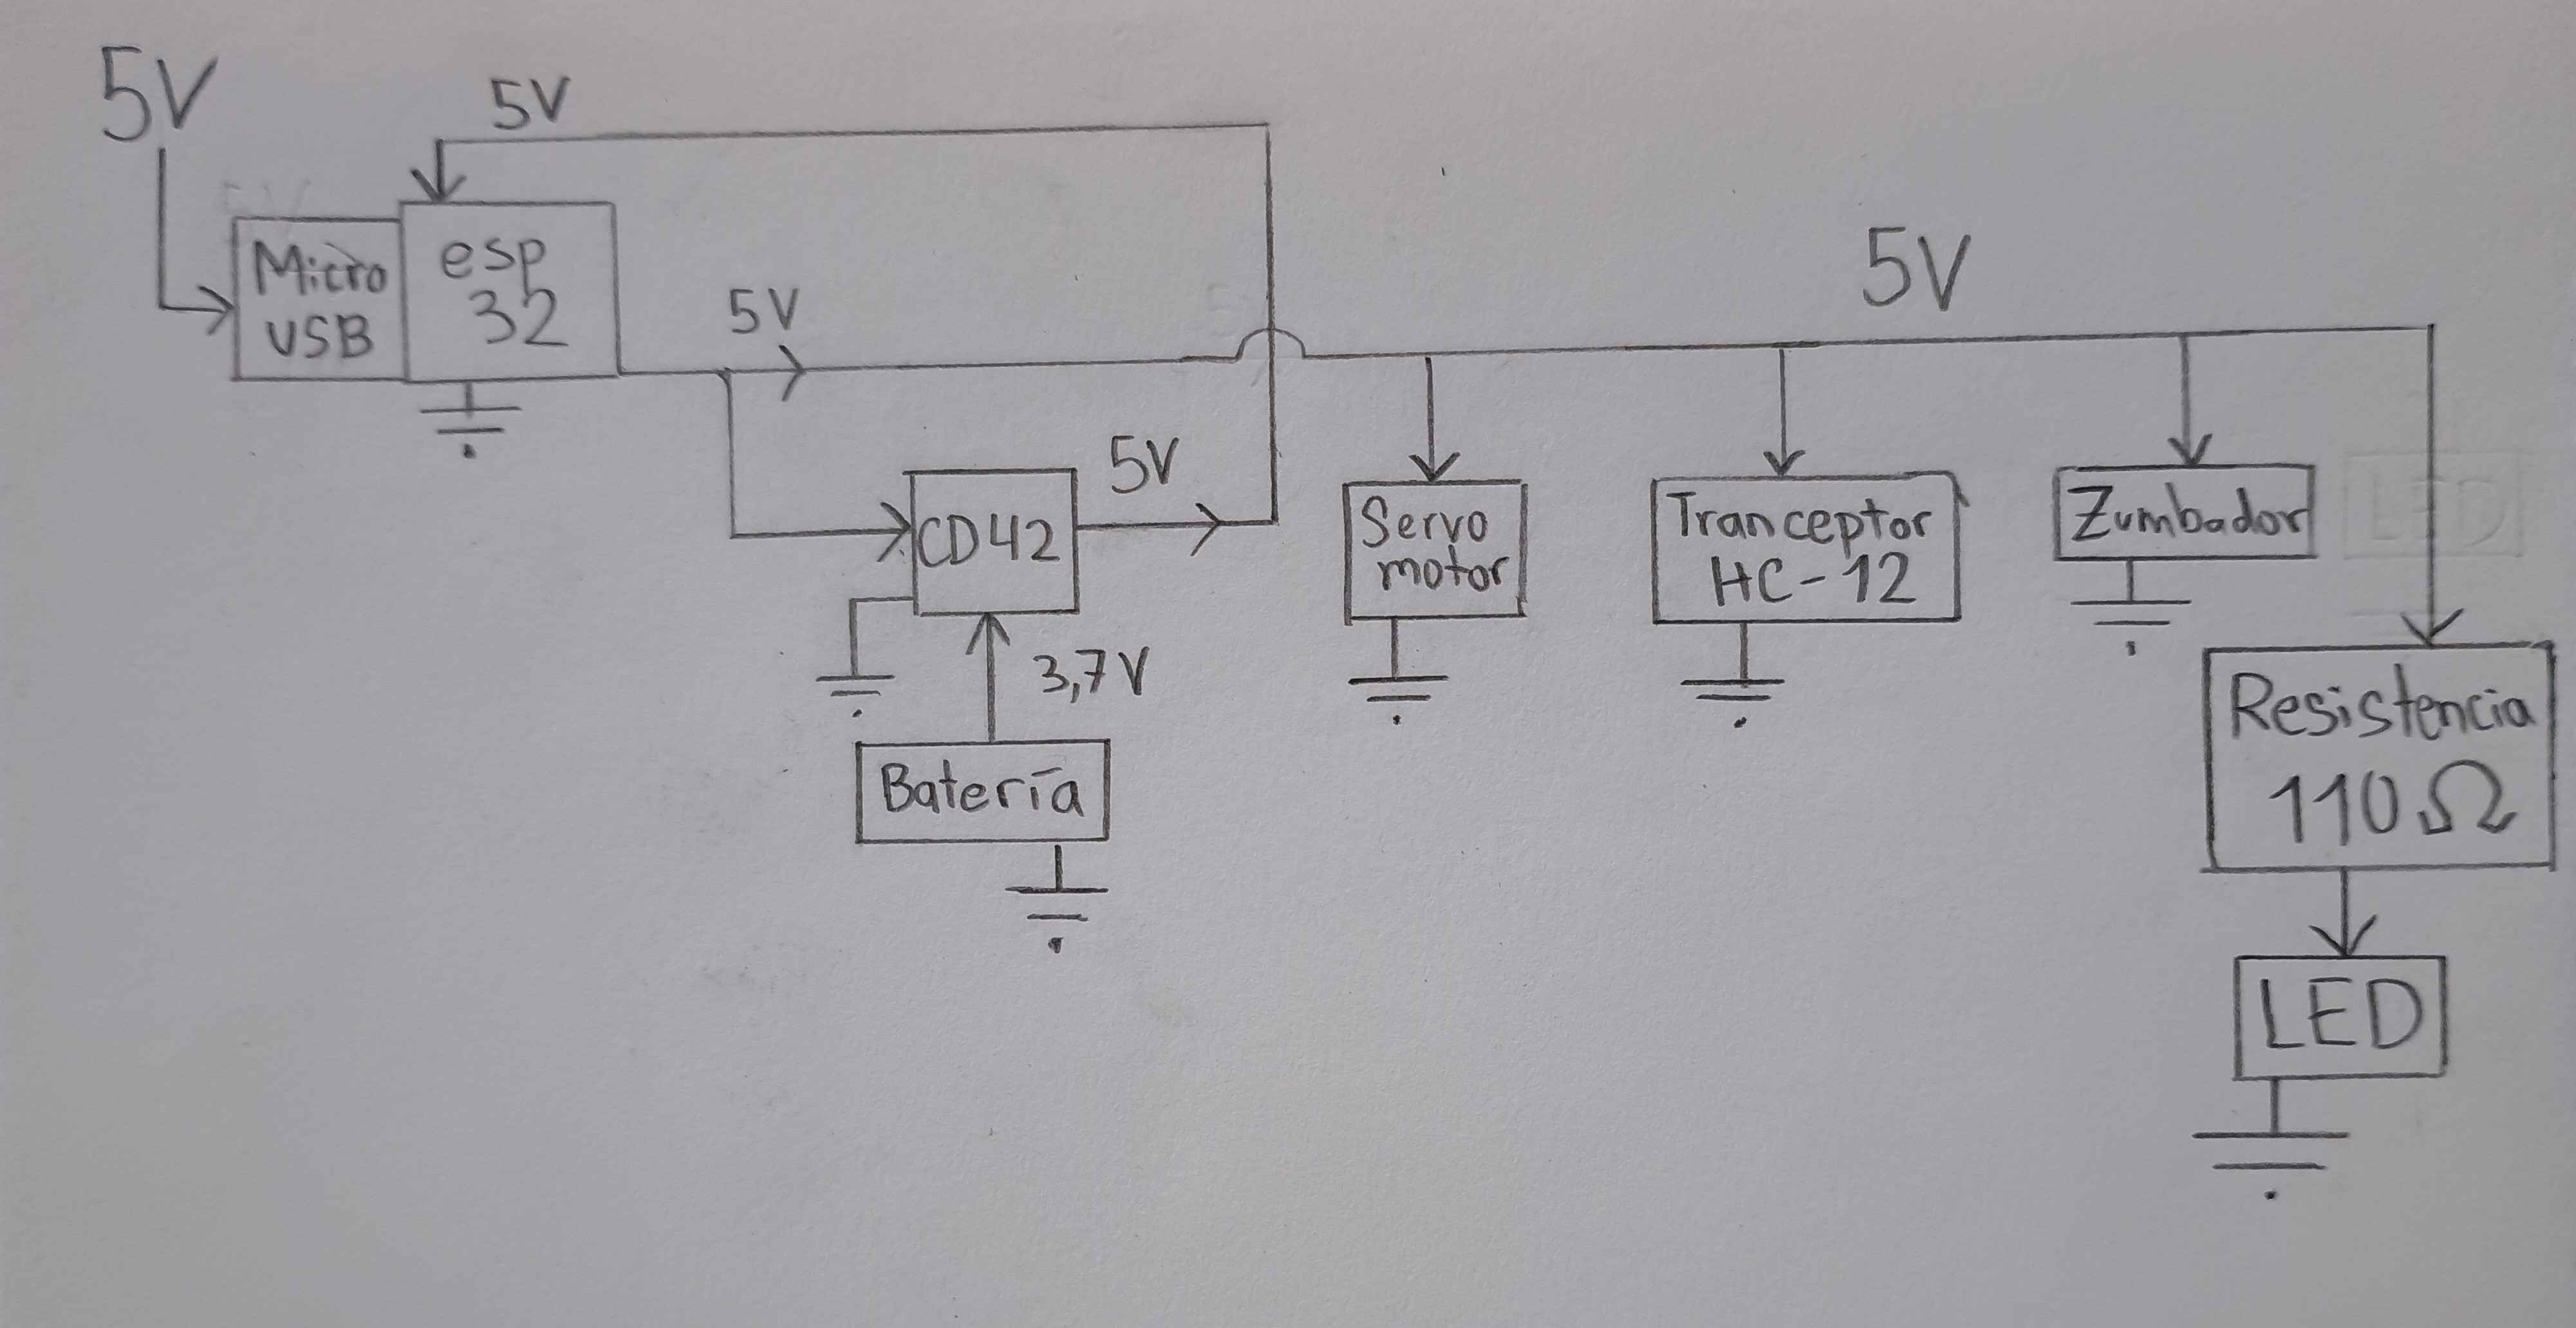 5V
5V
Micro
USB
esp
32
5V
5V
CD42
5V
3,7V
Batería
Servo
motor
Tranceptor
HC-12
Zumbador
Resistencia
110Ω
LED